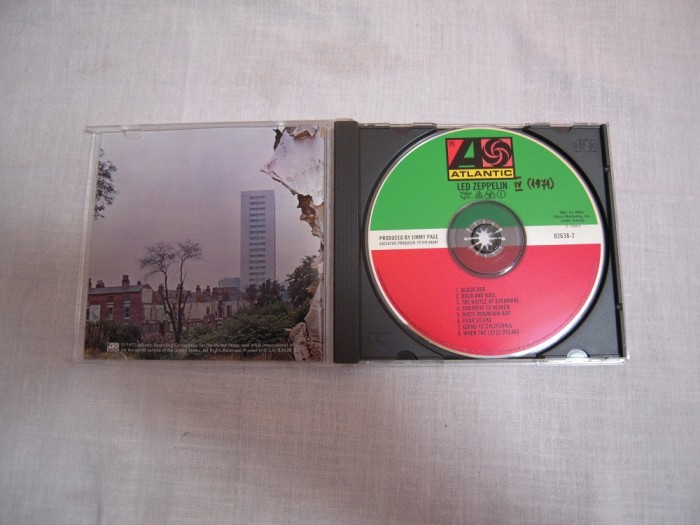 ATLANTIC
LED ZEPPELIN IV (1971)
PRODUCED BY JIMMY PAGE
EXECUTIVE PRODUCER: PETER GRANT
82638-2
1. BLACK DOG
2. ROCK AND ROLL
3. THE BATTLE OF EVERMORE
4. STAIRWAY TO HEAVEN
5. MISTY MOUNTAIN HOP
6. FOUR STICKS
7. GOING TO CALIFORNIA
8. WHEN THE LEVEE BREAKS